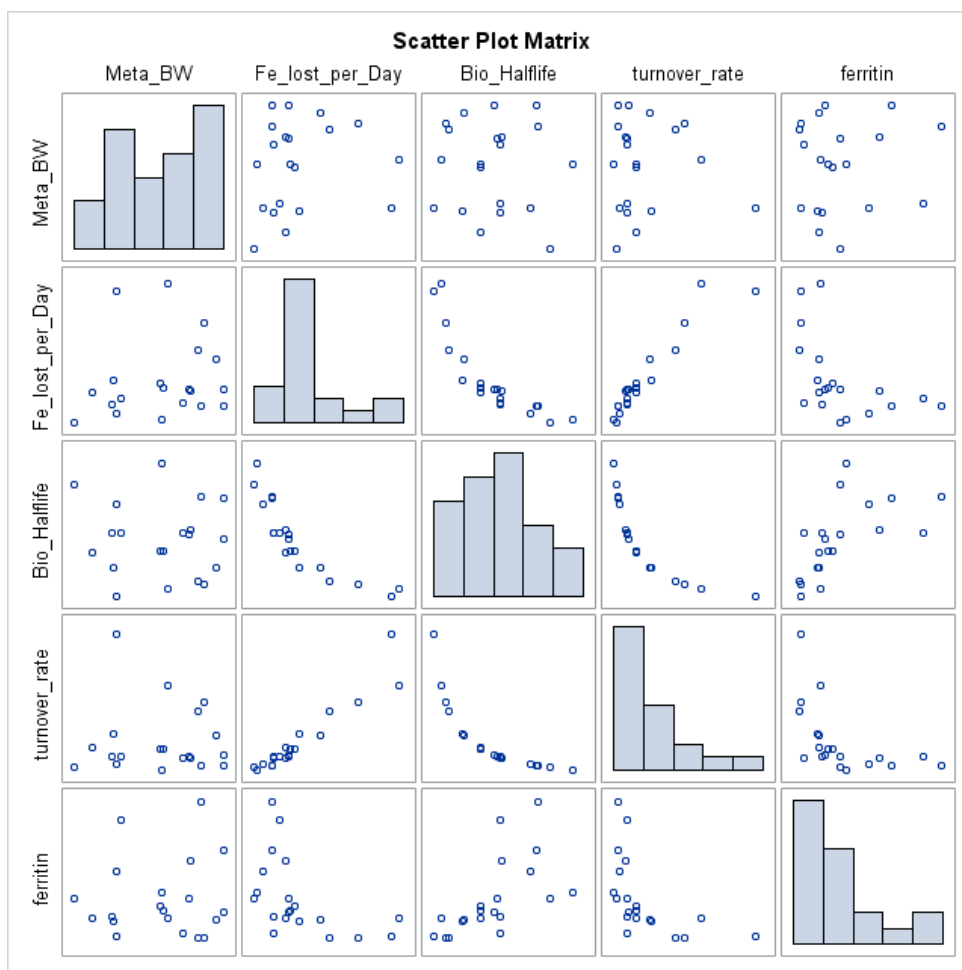 Scatter Plot Matrix
Meta_BW Fe_lost_per_Day Bio_Halflife turnover_rate ferritin
Meta_BW
Fe_lost_per_Day
Bio_Halflife
turnover_rate
ferritin